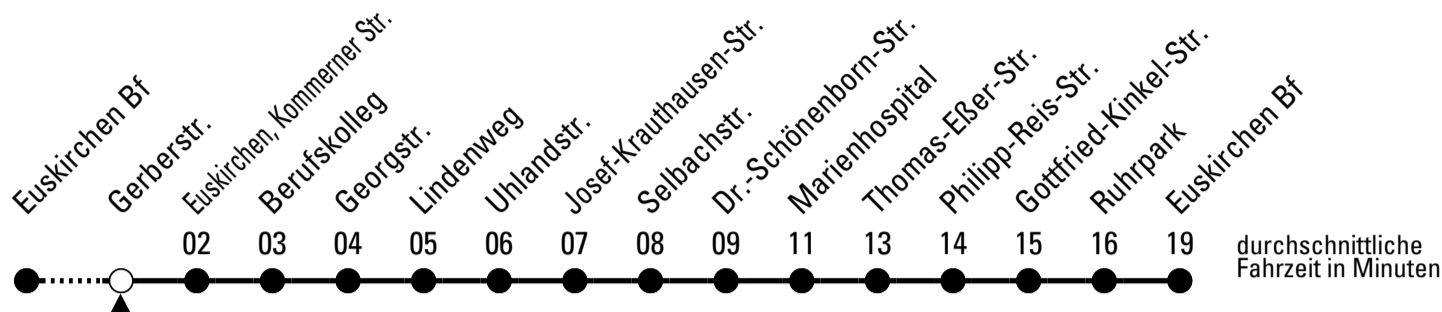 Euskirchen Bf
Gerberstr.
Euskirchen, Kommerner Str.
Berufskolleg
Georgstr.
Lindenweg
Uhlandstr.
Josef-Krauthausen-Str.
Selbachstr.
Dr.-Schönenborn-Str.
Marienhospital
Thomas-Eßer-Str.
Philipp-Reis-Str.
Gottfried-Kinkel-Str.
Ruhrpark
Euskirchen Bf
02 03 04 05 06 07 08 09 11 13 14 15 16 19
durchschnittliche
Fahrzeit in Minuten